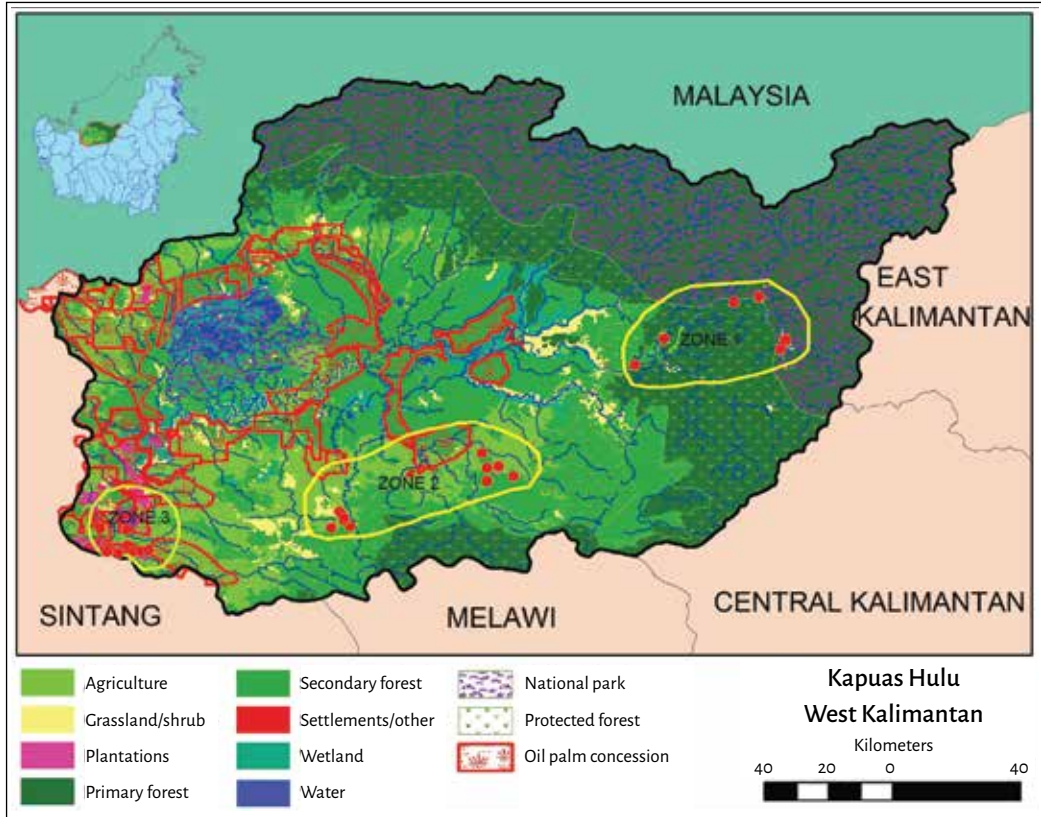 MALAYSIA
EAST
KALIMANTAN
ZONE 1
ZONE 2
ZONE 3
SINTANG
MELAWI
CENTRAL KALIMANTAN
Agriculture
Grassland/shrub
Plantations
Primary forest
Secondary forest
Settlements/other
Wetland
Water
National park
Protected forest
Oil palm concession
Kapuas Hulu
West Kalimantan
Kilometers
40 20 0 40